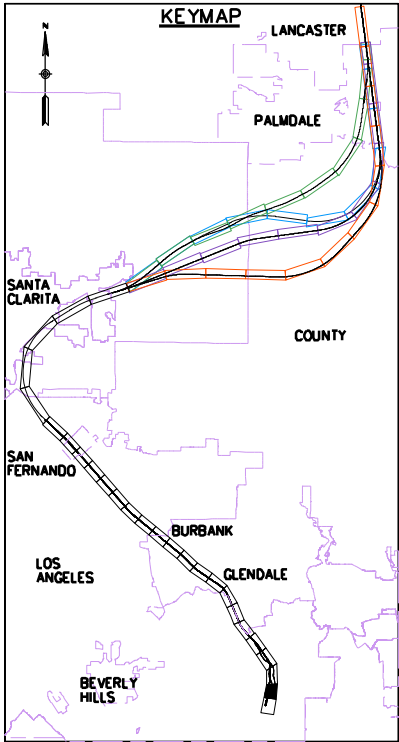 KEYMAP
N
LANCASTER
PALMDALE
SANTA
CLARITA
COUNTY
SAN
FERNANDO
BURBANK
LOS
ANGELES
GLENDALE
BEVERLY
HILLS